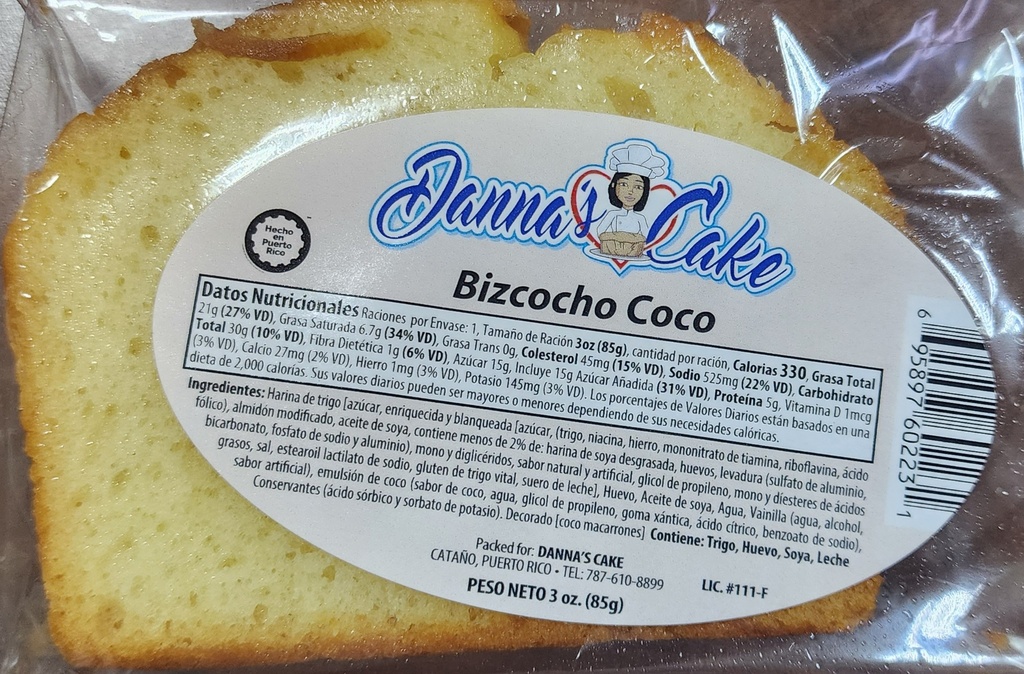 Danna's Cake
Hecho
en
Puerto
Rico
Bizcocho Coco
Datos Nutricionales Raciones por Envase: 1, Tamaño de Ración 3oz (85g), cantidad por ración, Calorias 330, Grasa Total
21g (27% VD), Grasa Saturada 6.7g (34% VD), Grasa Trans 0g, Colesterol 45mg (15% VD), Sodio 525mg (22% VD), Carbohidrato
Total 30g (10% VD), Fibra Dietética 1g (6% VD), Azúcar 15g, Incluye 15g Azúcar Añadida (31% VD), Proteína 5g, Vitamina D 1mcg
(3% VD), Calcio 27mg (2% VD), Hierro 1mg (3% VD), Potasio 145mg (3% VD). Los porcentajes de Valores Diarios están basados en una
dieta de 2,000 calorías. Sus valores diarios pueden ser mayores o menores dependiendo de sus necesidades calóricas.
Ingredientes: Harina de trigo [azúcar, enriquecida y blanqueada [azúcar, (trigo, niacina, hierro, mononitrato de tiamina, riboflavina, ácido
fólico), almidón modificado, aceite de soya, contiene menos de 2% de: harina de soya desgrasada, huevos, levadura (sulfato de aluminio,
bicarbonato, fosfato de sodio y aluminio), mono y diglicéridos, sabor natural y artificial, glicol de propileno, mono y diesteres de ácidos
grasos, sal, estearoil lactilato de sodio, gluten de trigo vital, suero de leche], Huevo, Aceite de soya, Agua, Vainilla (agua, alcohol,
sabor artificial), emulsión de coco (sabor de coco, agua, glicol de propileno, goma xántica, ácido cítrico, benzoato de sodio),
Conservantes (ácido sórbico y sorbato de potasio). Decorado [coco macarrones] Contiene: Trigo, Huevo, Soya, Leche
Packed for: DANNA'S CAKE
CATAÑO, PUERTO RICO • TEL: 787-610-8899
LIC. #111-F
PESO NETO 3 oz. (85g)
6 95897 60223 1